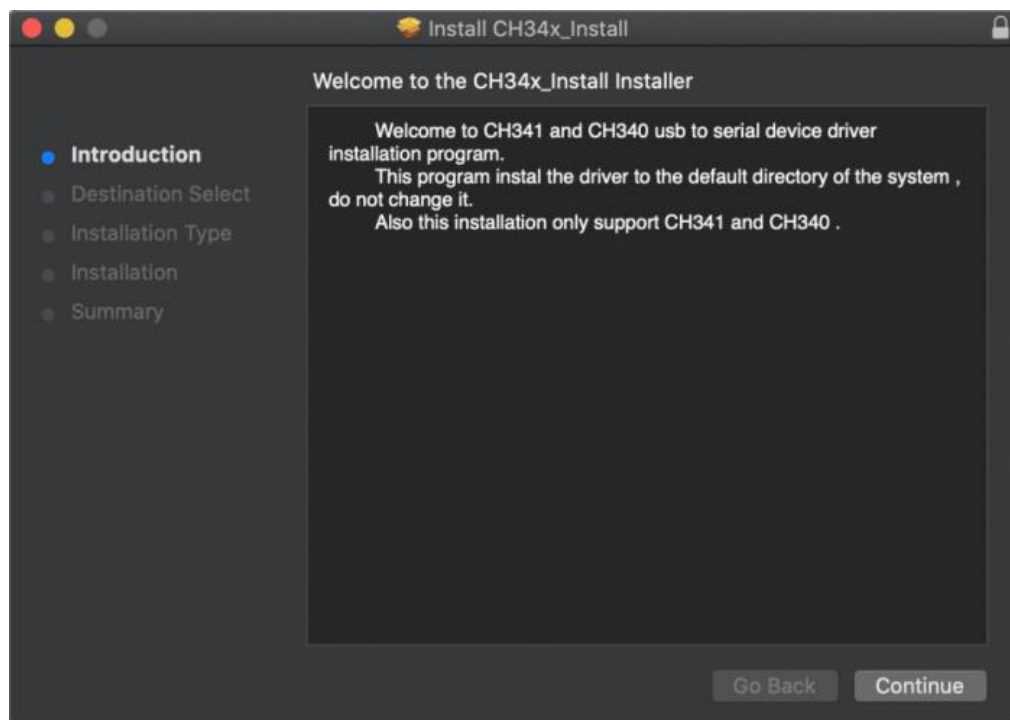 Install CH34x_Install
Welcome to the CH34x_Install Installer
Introduction
Destination Select
Installation Type
Installation
Summary
Welcome to CH341 and CH340 usb to serial device driver
installation program.
This program instal the driver to the default directory of the system ,
do not change it.
Also this installation only support CH341 and CH340 .
Go Back
Continue